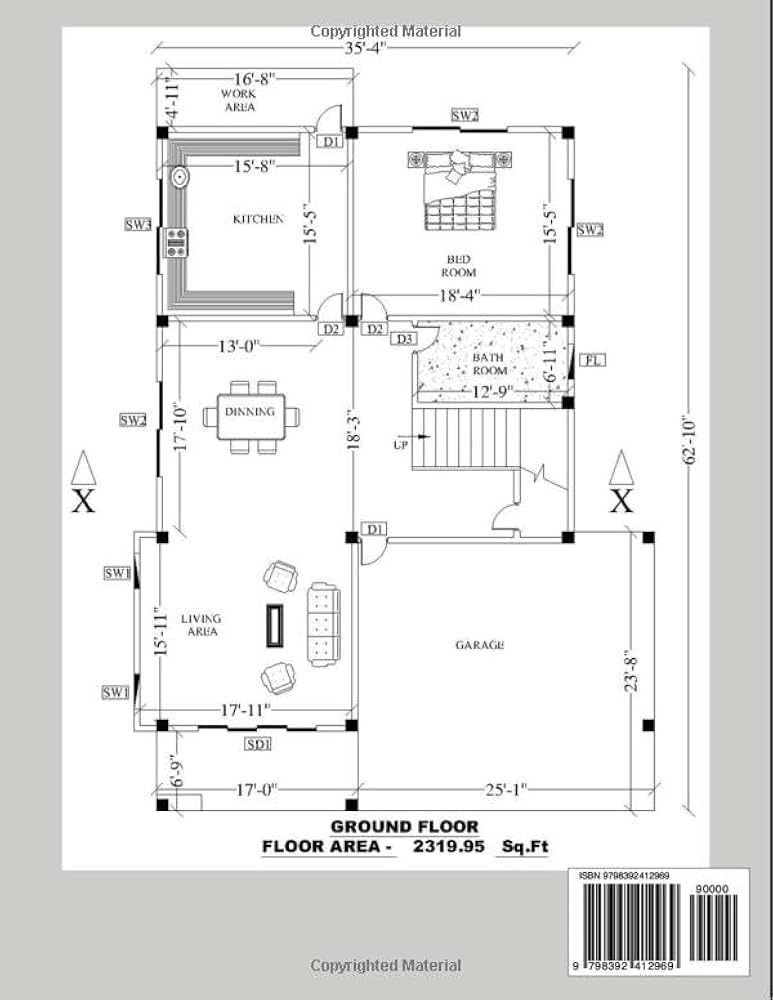 Copyrighted Material
35'-4"
16'-8"
WORK
AREA
4'-11"
D1
SW2
15'-8"
KITCHEN
15'-5"
SW3
BED
ROOM
15'-5"
SW2
18'-4"
D2
D2
D3
13'-0"
BATH
ROOM
6'-11"
FL
12'-9"
DINNING
SW2
17'-10"
18'-3"
UP
62'-10"
X
X
D1
SW1
LIVING
AREA
15'-11"
GARAGE
23'-8"
SW1
17'-11"
SD1
6'-9"
17'-0"
25'-1"
GROUND FLOOR
FLOOR AREA - 2319.95 Sq.Ft
ISBN 9798392412969
90000
9 798392 412969
Copyrighted Material